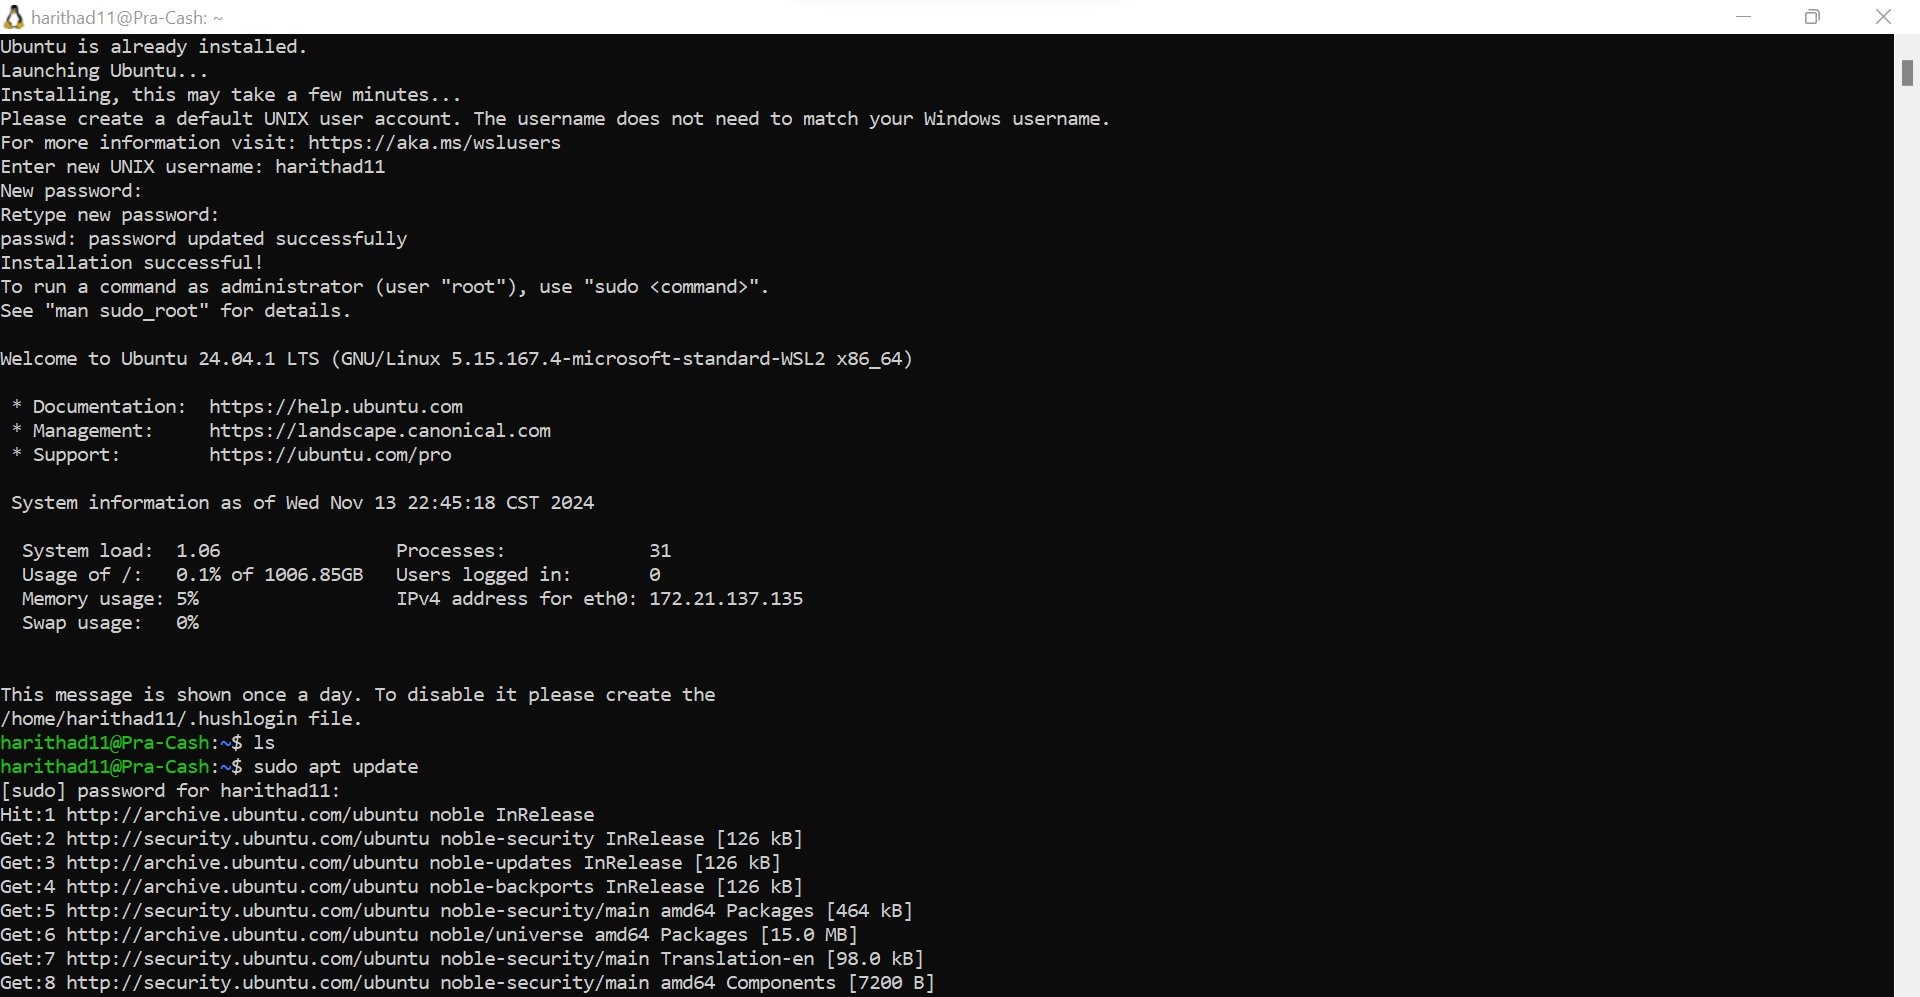 harithad11@Pra-Cash: ~
Ubuntu is already installed.
Launching Ubuntu...
Installing, this may take a few minutes...
Please create a default UNIX user account. The username does not need to match your Windows username.
For more information visit: https://aka.ms/wslusers
Enter new UNIX username: harithad11
New password:
Retype new password:
passwd: password updated successfully
Installation successful!
To run a command as administrator (user "root"), use "sudo <command>".
See "man sudo_root" for details.

Welcome to Ubuntu 24.04.1 LTS (GNU/Linux 5.15.167.4-microsoft-standard-WSL2 x86_64)

 * Documentation:  https://help.ubuntu.com
 * Management:     https://landscape.canonical.com
 * Support:        https://ubuntu.com/pro

 System information as of Wed Nov 13 22:45:18 CST 2024

  System load:  1.06                Processes:             31
  Usage of /:   0.1% of 1006.85GB   Users logged in:       0
  Memory usage: 5%                  IPv4 address for eth0: 172.21.137.135
  Swap usage:   0%


This message is shown once a day. To disable it please create the
/home/harithad11/.hushlogin file.
harithad11@Pra-Cash:~$ ls
harithad11@Pra-Cash:~$ sudo apt update
[sudo] password for harithad11:
Hit:1 http://archive.ubuntu.com/ubuntu noble InRelease
Get:2 http://security.ubuntu.com/ubuntu noble-security InRelease [126 kB]
Get:3 http://archive.ubuntu.com/ubuntu noble-updates InRelease [126 kB]
Get:4 http://archive.ubuntu.com/ubuntu noble-backports InRelease [126 kB]
Get:5 http://security.ubuntu.com/ubuntu noble-security/main amd64 Packages [464 kB]
Get:6 http://archive.ubuntu.com/ubuntu noble/universe amd64 Packages [15.0 MB]
Get:7 http://security.ubuntu.com/ubuntu noble-security/main Translation-en [98.0 kB]
Get:8 http://security.ubuntu.com/ubuntu noble-security/main amd64 Components [7200 B]